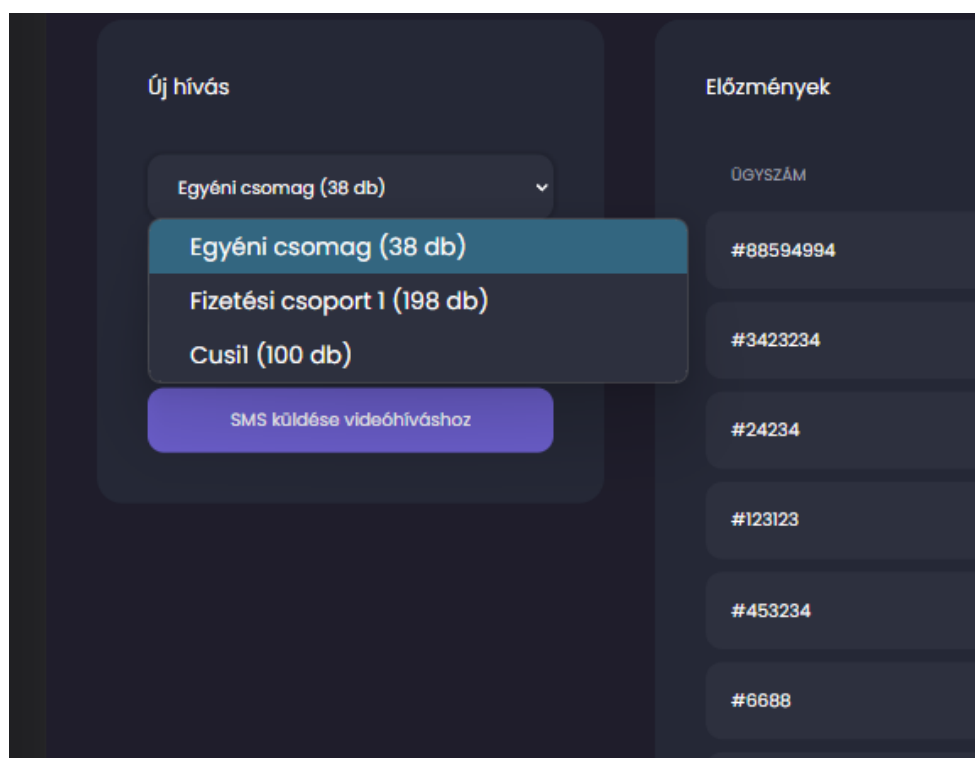 Új hívás
Egyéni csomag (38 db)
Egyéni csomag (38 db)
Fizetési csoport 1 (198 db)
Cusi1 (100 db)
SMS küldése videóhíváshoz
Előzmények
ÜGYSZÁM
#88594994
#3423234
#24234
#123123
#453234
#6688